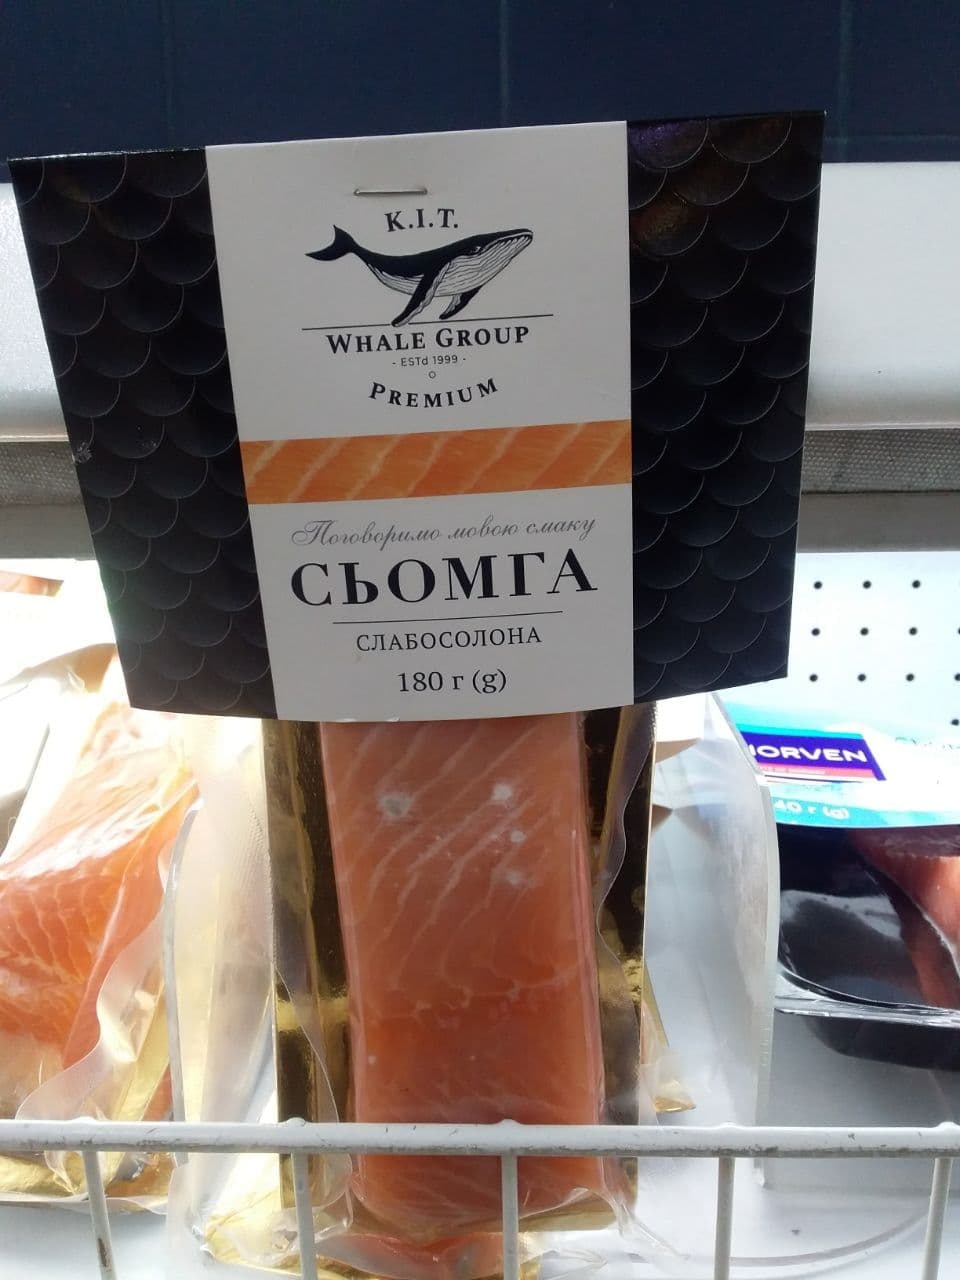 K.I.T.
WHALE GROUP
- ESTd 1999 -
PREMIUM
Поговоримо мовою смаку
СЬОМГА
СЛАБОСОЛОНА
180 г (g)
NORVEN